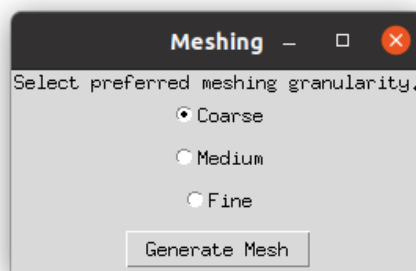 Meshing
Select preferred meshing granularity.
Coarse
Medium
Fine
Generate Mesh